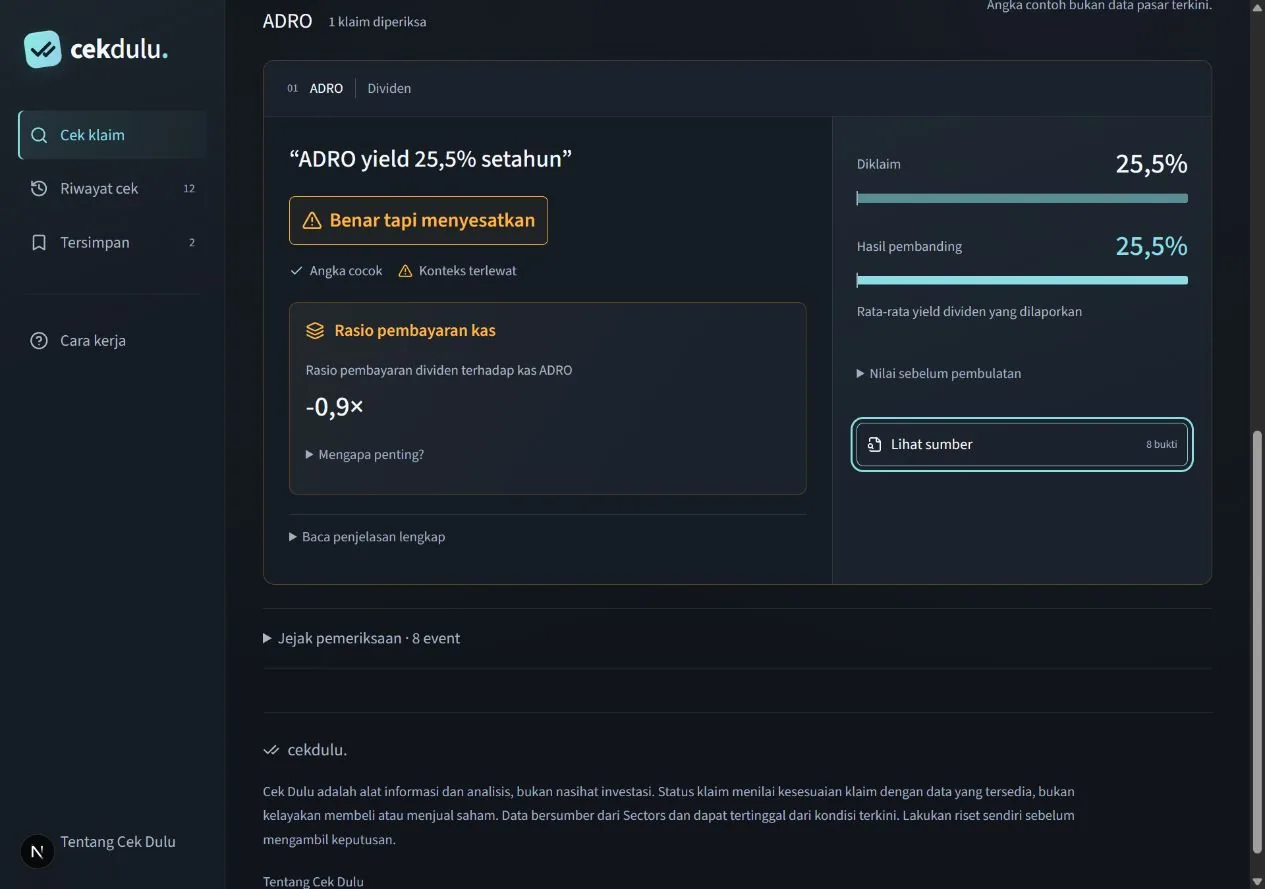 cekdulu.
Cek klaim
Riwayat cek 12
Tersimpan 2
Cara kerja
Tentang Cek Dulu
N
Angka contoh bukan data pasar terkini.
ADRO 1 klaim diperiksa
01 ADRO Dividen
“ADRO yield 25,5% setahun”
Benar tapi menyesatkan
Angka cocok Konteks terlewat
Rasio pembayaran kas
Rasio pembayaran dividen terhadap kas ADRO
-0,9×
Mengapa penting?
Baca penjelasan lengkap
Diklaim 25,5%
Hasil pembanding 25,5%
Rata-rata yield dividen yang dilaporkan
Nilai sebelum pembulatan
Lihat sumber 8 bukti
Jejak pemeriksaan · 8 event
cekdulu.
Cek Dulu adalah alat informasi dan analisis, bukan nasihat investasi. Status klaim menilai kesesuaian klaim dengan data yang tersedia, bukan
kelayakan membeli atau menjual saham. Data bersumber dari Sectors dan dapat tertinggal dari kondisi terkini. Lakukan riset sendiri sebelum
mengambil keputusan.
Tentang Cek Dulu